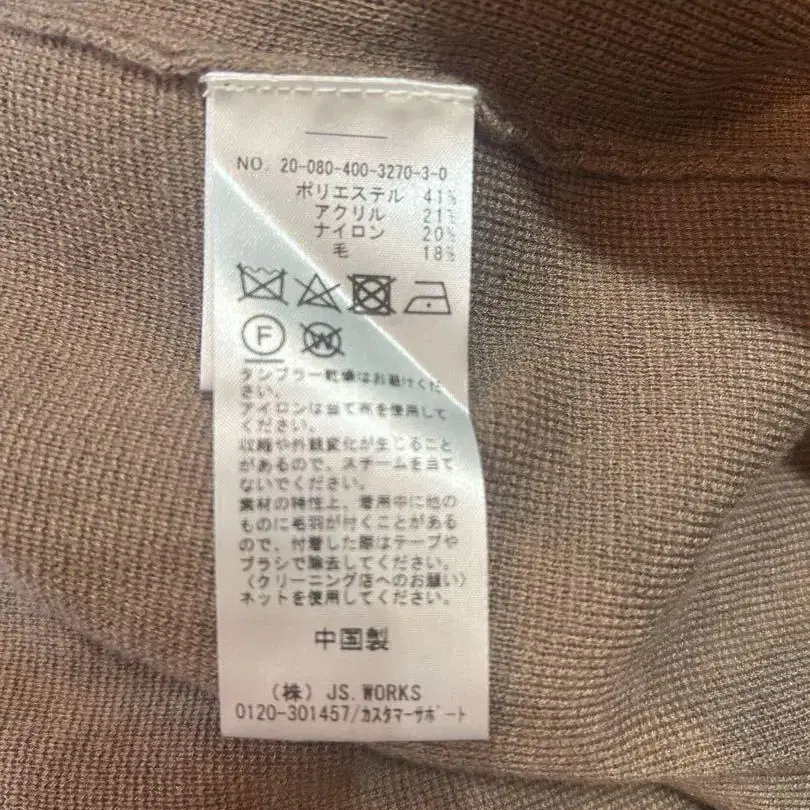 NO. 20-080-400-3270-3-0
ポリエステル 41%
アクリル 21%
ナイロン 20%
毛 18%
F
W
タンブラー乾燥はお避けくだ
さい。
アイロンは当て布を使用して
ください。
収縮や外観変化が生じること
があるので、スチームを当て
ないでください。
素材の特性上、着用中に他の
ものに毛羽が付くことがある
ので、付着した際はテープや
ブラシで除去してください。
〈クリーニング店へのお願い〉
ネットを使用してください。
中国製
(株) JS.WORKS
0120-301457/カスタマーサポート